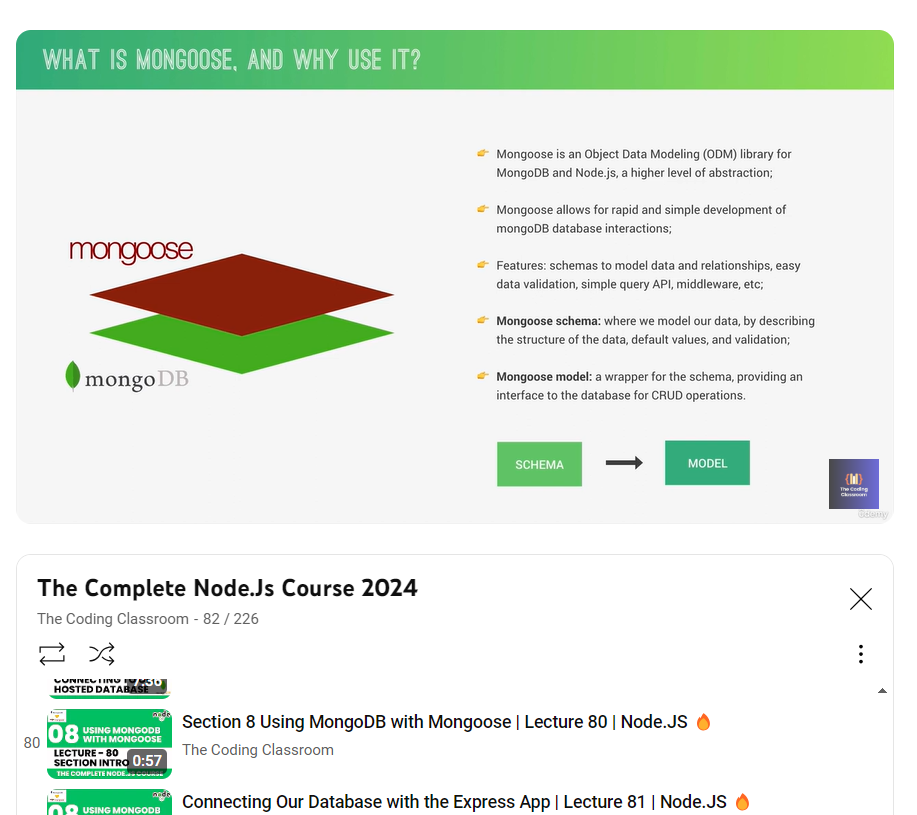 WHAT IS MONGOOSE, AND WHY USE IT?
mongoose
mongoDB
👉 Mongoose is an Object Data Modeling (ODM) library for
MongoDB and Node.js, a higher level of abstraction;
👉 Mongoose allows for rapid and simple development of
mongoDB database interactions;
👉 Features: schemas to model data and relationships, easy
data validation, simple query API, middleware, etc;
👉 Mongoose schema: where we model our data, by describing
the structure of the data, default values, and validation;
👉 Mongoose model: a wrapper for the schema, providing an
interface to the database for CRUD operations.
SCHEMA
MODEL
The Coding
Classroom
The Complete Node.Js Course 2024
The Coding Classroom - 82 / 226
HOSTED DATABASE
80
08 USING MONGODB
WITH MONGOOSE
LECTURE - 80
SECTION INTRO
0:57
THE COMPLETE NODE.JS COURSE
Section 8 Using MongoDB with Mongoose | Lecture 80 | Node.JS 🔥
The Coding Classroom
USING MONGODB
Connecting Our Database with the Express App | Lecture 81 | Node.JS 🔥